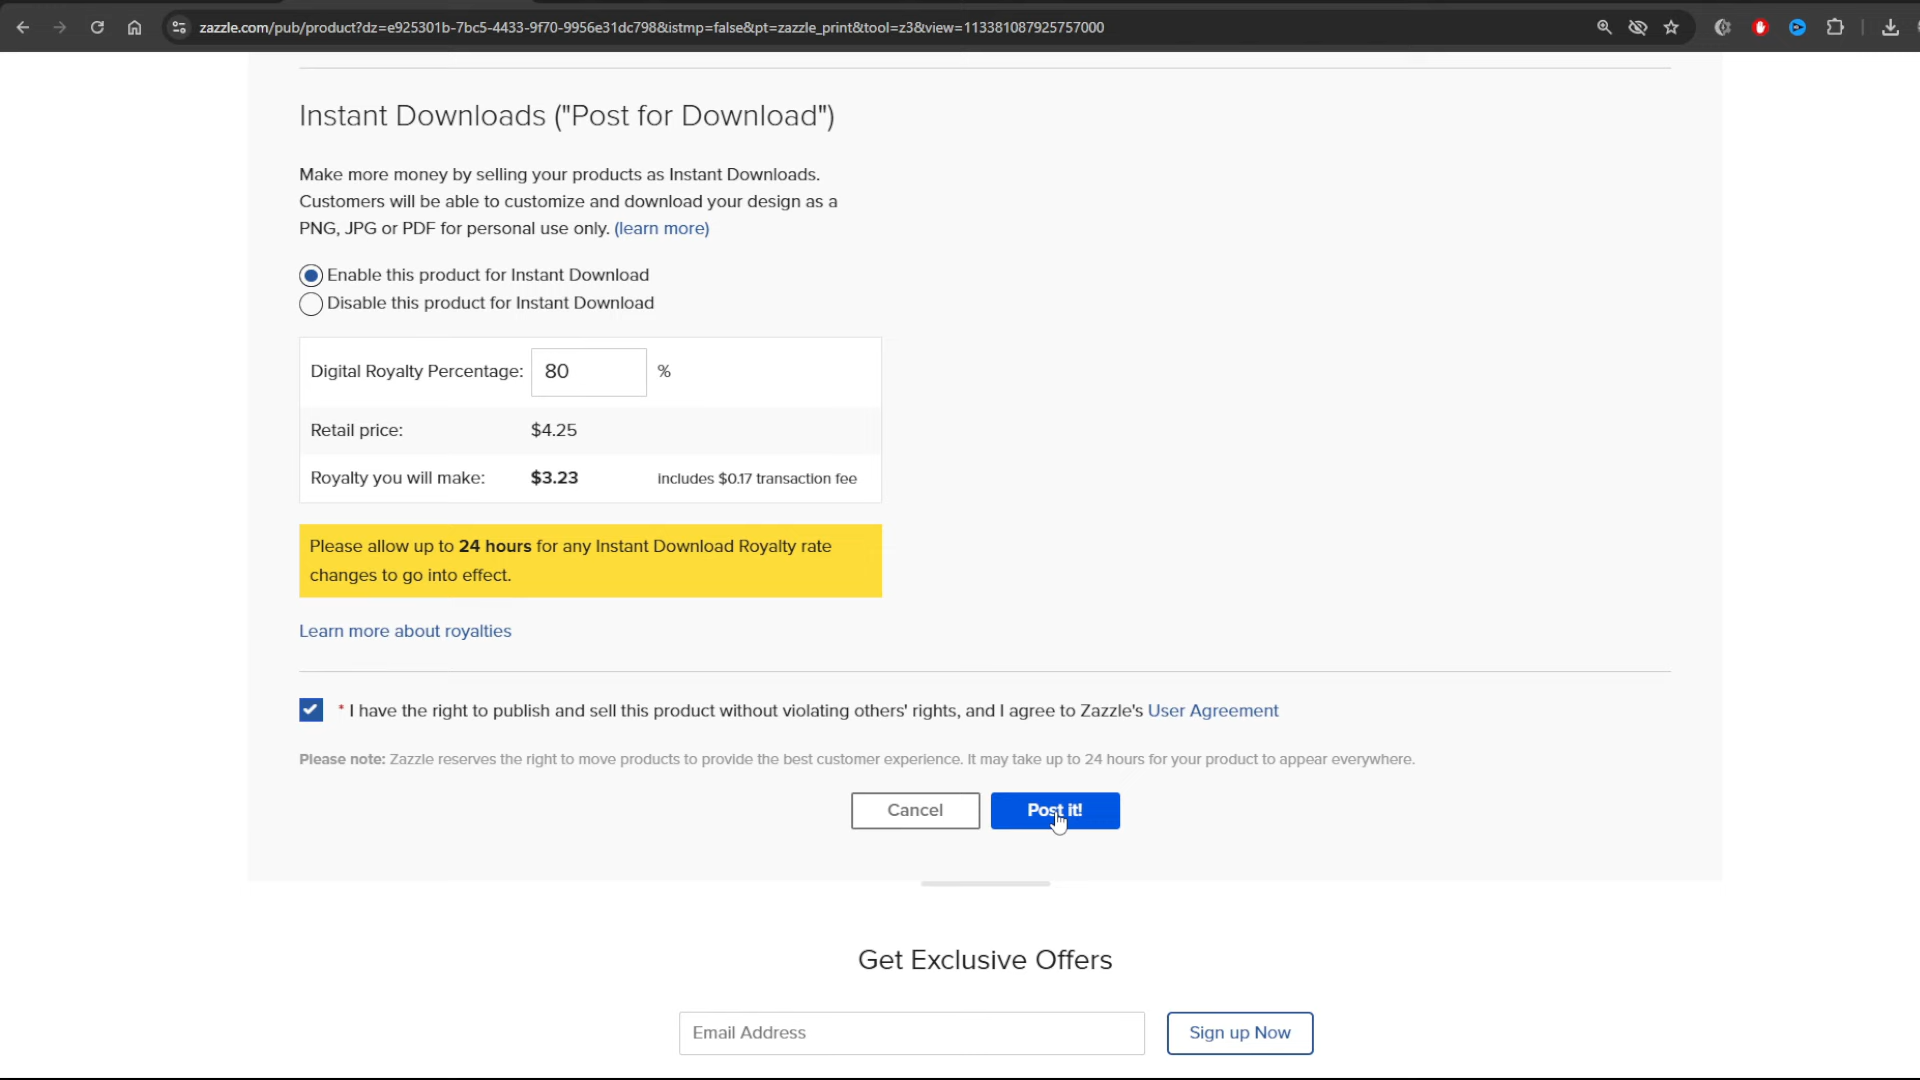 zazzle.com/pub/product?dz=e925301b-7bc5-4433-9f70-9956e31dc798&istmp=false&pt=zazzle_print&tool=z3&view=113381087925757000
Instant Downloads ("Post for Download")
Make more money by selling your products as Instant Downloads.
Customers will be able to customize and download your design as a
PNG, JPG or PDF for personal use only. (learn more)
Enable this product for Instant Download
Disable this product for Instant Download
Digital Royalty Percentage: 80 %
Retail price: $4.25
Royalty you will make: $3.23 includes $0.17 transaction fee
Please allow up to 24 hours for any Instant Download Royalty rate
changes to go into effect.
Learn more about royalties
* I have the right to publish and sell this product without violating others' rights, and I agree to Zazzle's User Agreement
Please note: Zazzle reserves the right to move products to provide the best customer experience. It may take up to 24 hours for your product to appear everywhere.
Cancel Post it!
Get Exclusive Offers
Email Address Sign up Now